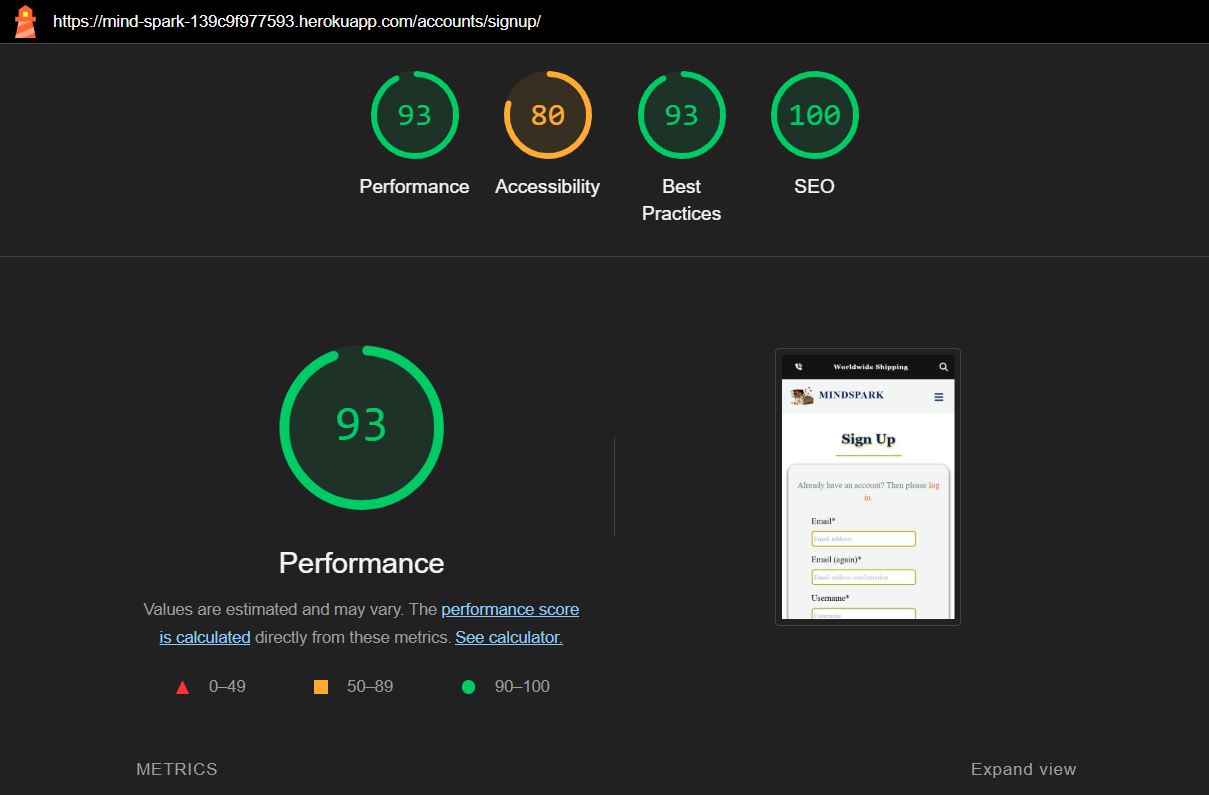 https://mind-spark-139c9f977593.herokuapp.com/accounts/signup/
93
80
93
100
Performance
Accessibility
Best
Practices
SEO
93
Performance
Values are estimated and may vary. The performance score
is calculated directly from these metrics. See calculator.
0–49
50–89
90–100
Worldwide Shipping
MINDSPARK
Sign Up
Already have an account? Then please log
in.
Email*
Email address
Email (again)*
Email address confirmation
Username*
Username
METRICS
Expand view